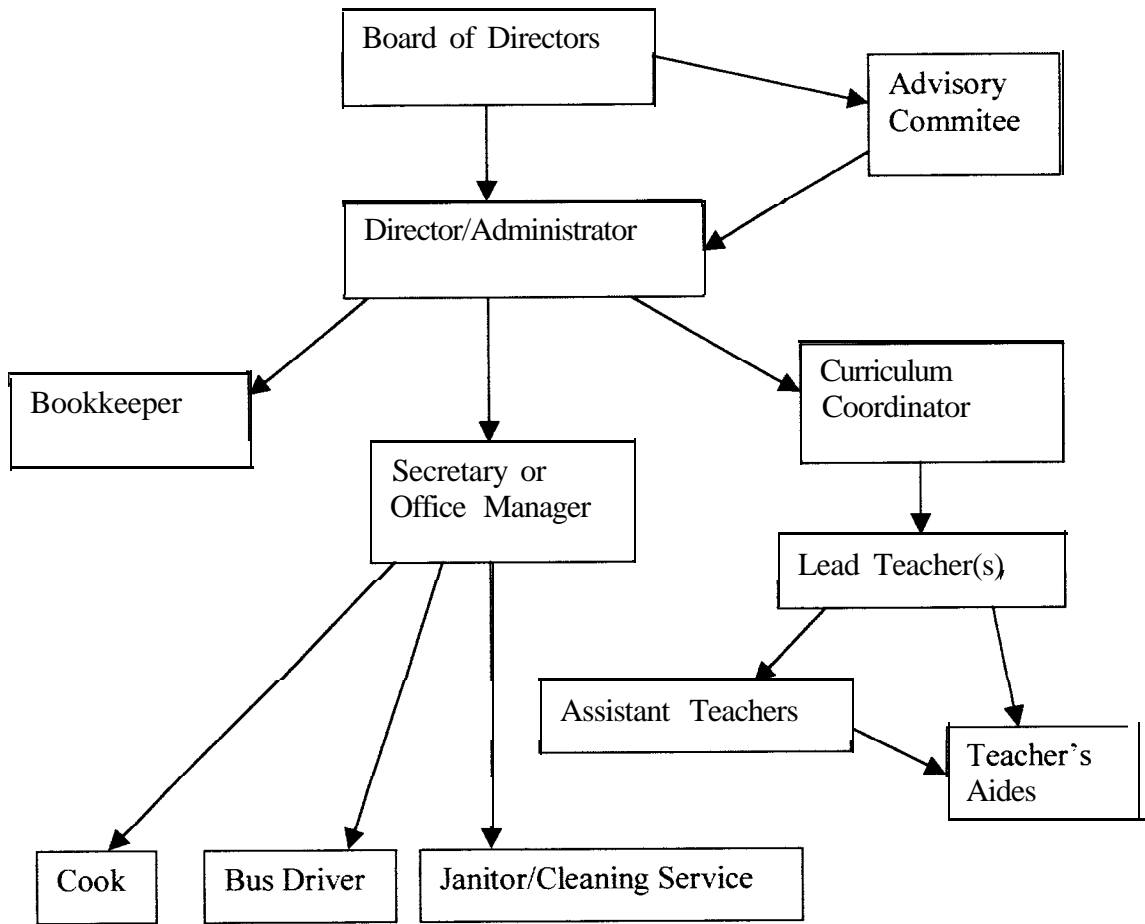 Board of Directors
Advisory
Commitee
Director/Administrator
Bookkeeper
Curriculum
Coordinator
Secretary or
Office Manager
Lead Teacher(s)
Assistant Teachers
Teacher's
Aides
Cook
Bus Driver
Janitor/Cleaning Service